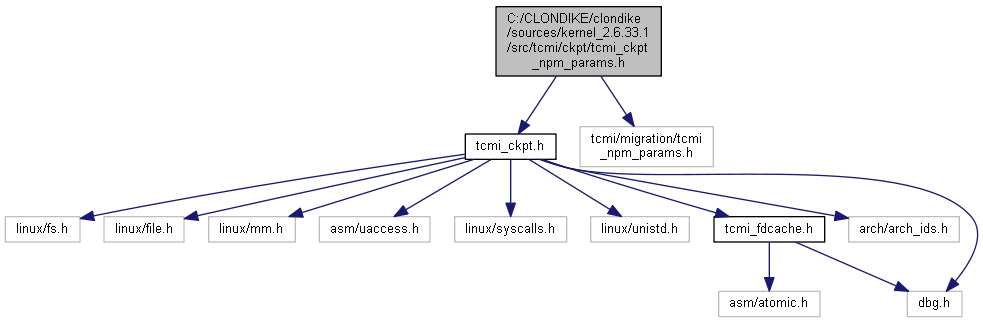 C:/CLONDIKE/clondike
/sources/kernel_2.6.33.1
/src/tcmi/ckpt/tcmi_ckpt
_npm_params.h
tcmi_ckpt.h
tcmi/migration/tcmi
_npm_params.h
linux/fs.h
linux/file.h
linux/mm.h
asm/uaccess.h
linux/syscalls.h
linux/unistd.h
tcmi_fdcache.h
arch/arch_ids.h
asm/atomic.h
dbg.h